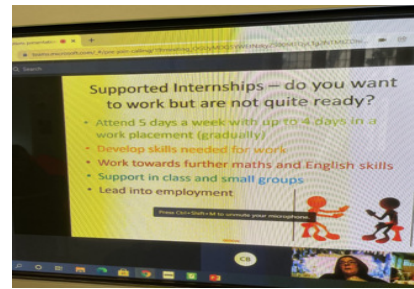 Search
Supported Internships – do you want
to work but are not quite ready?
• Attend 5 days a week with up to 4 days in a
work placement (gradually)
• Develop skills needed for work
• Work towards further maths and English skills
• Support in class and small groups
• Lead into employment
Press Ctrl+Shift+M to unmute your microphone.
CB